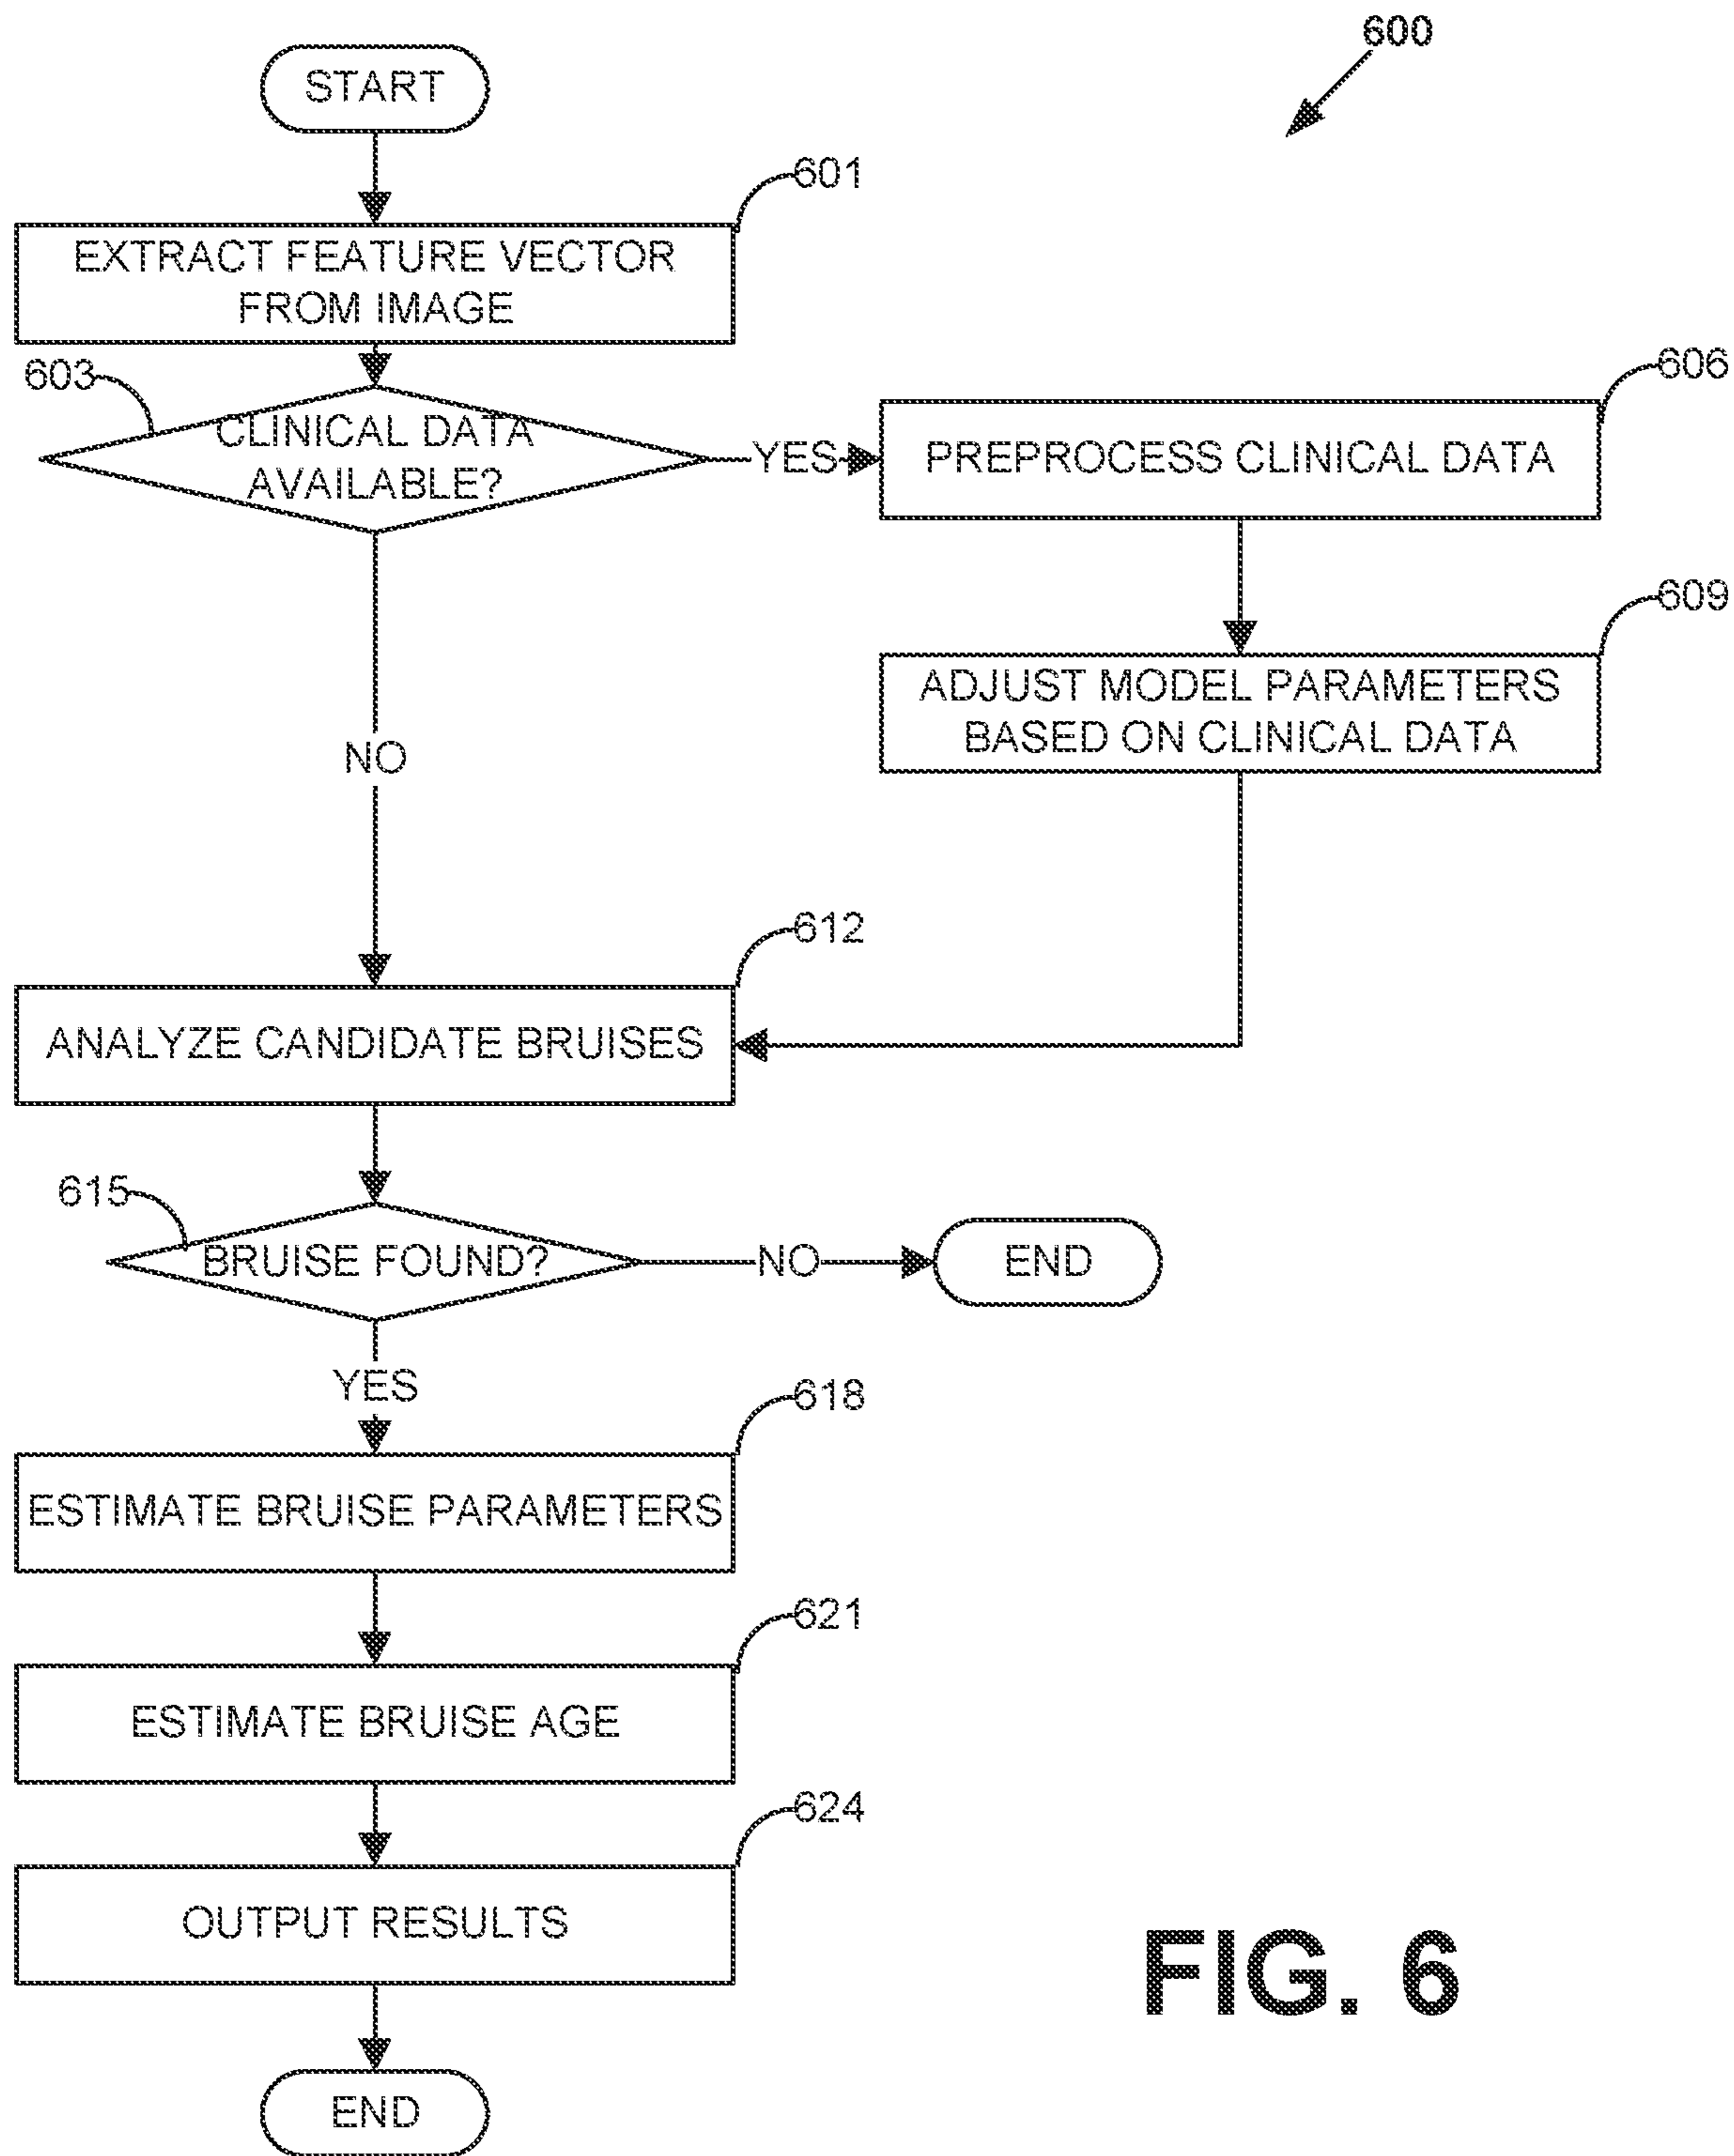 600
START
601
EXTRACT FEATURE VECTOR
FROM IMAGE
603
CLINICAL DATA
AVAILABLE?
YES
606
PREPROCESS CLINICAL DATA
609
ADJUST MODEL PARAMETERS
BASED ON CLINICAL DATA
NO
612
ANALYZE CANDIDATE BRUISES
615
BRUISE FOUND?
NO
END
YES
618
ESTIMATE BRUISE PARAMETERS
621
ESTIMATE BRUISE AGE
624
OUTPUT RESULTS
END
FIG. 6